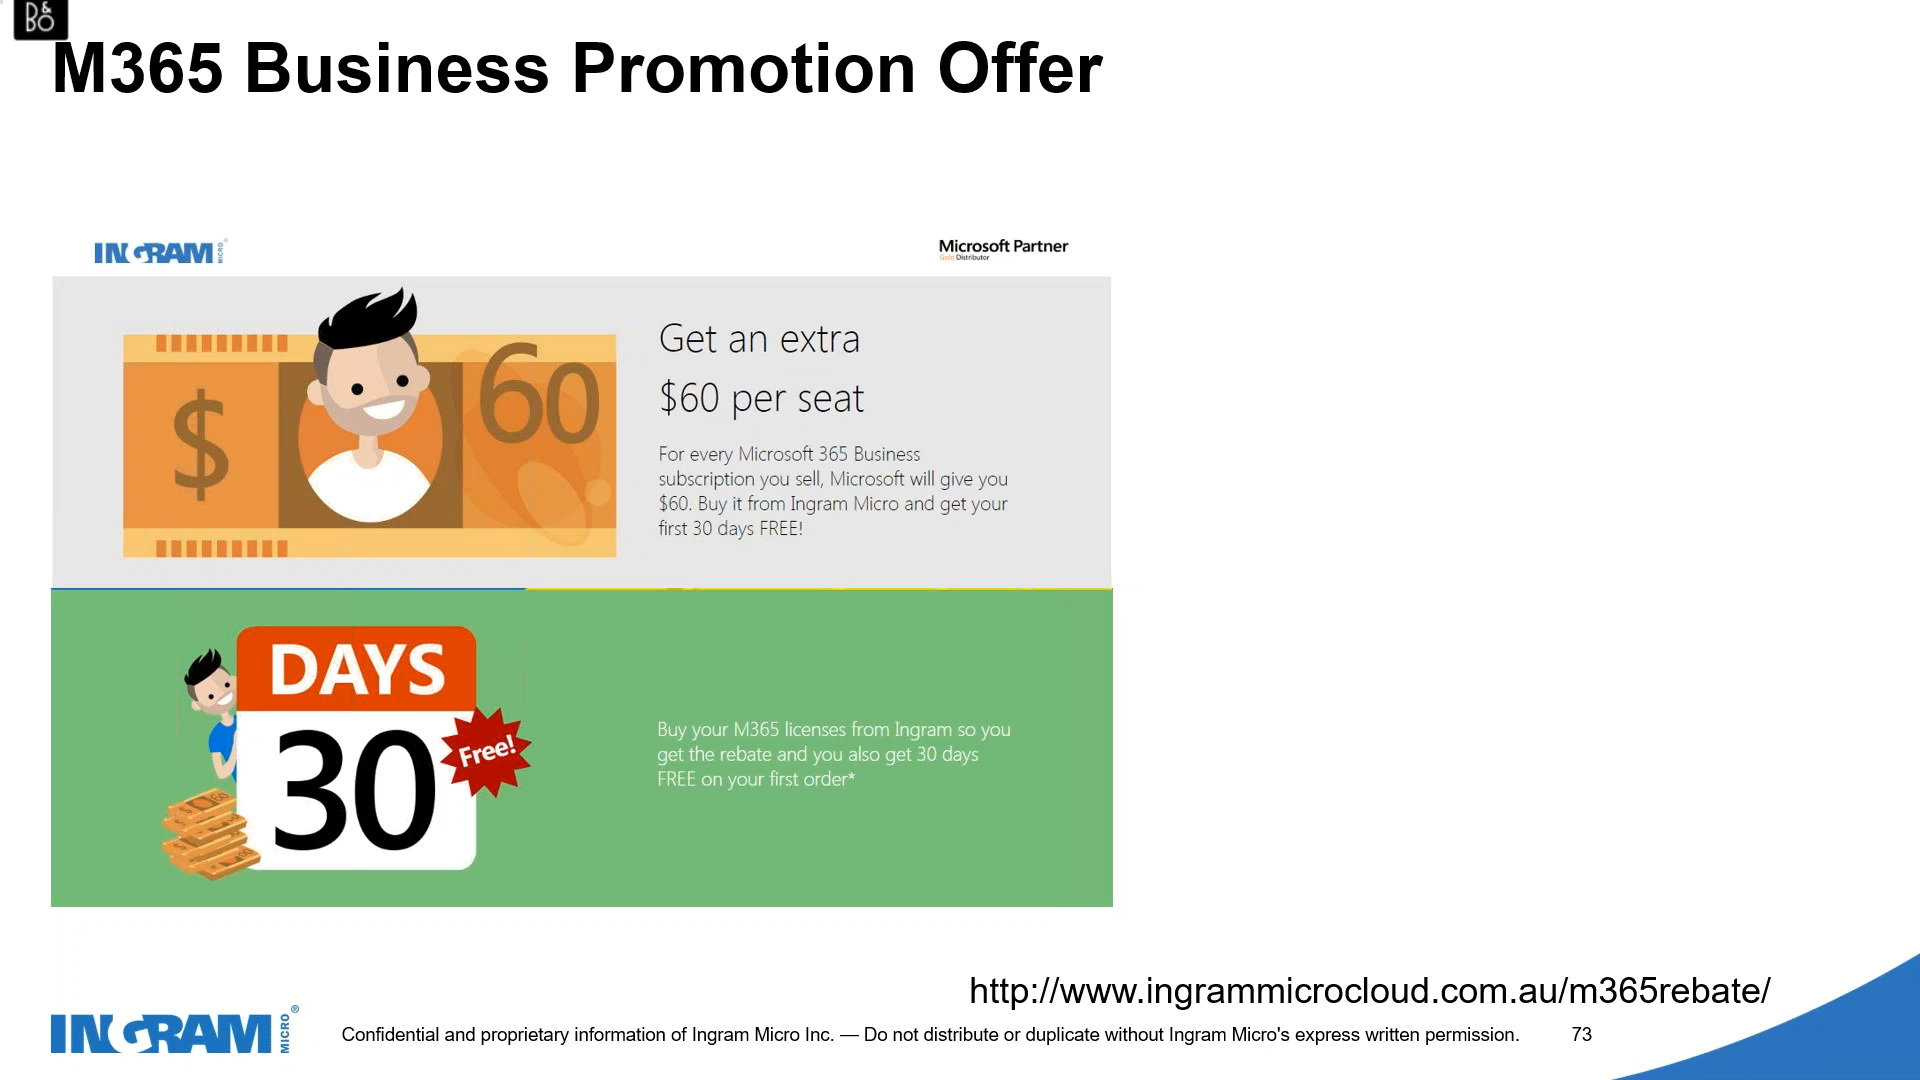 B&O
M365 Business Promotion Offer
INGRAM MICRO®
Microsoft Partner
Gold Distributor
$ 60
Get an extra
$60 per seat
For every Microsoft 365 Business
subscription you sell, Microsoft will give you
$60. Buy it from Ingram Micro and get your
first 30 days FREE!
DAYS
30
Free!
Buy your M365 licenses from Ingram so you
get the rebate and you also get 30 days
FREE on your first order*
http://www.ingrammicrocloud.com.au/m365rebate/
INGRAM MICRO®
Confidential and proprietary information of Ingram Micro Inc. — Do not distribute or duplicate without Ingram Micro's express written permission.
73